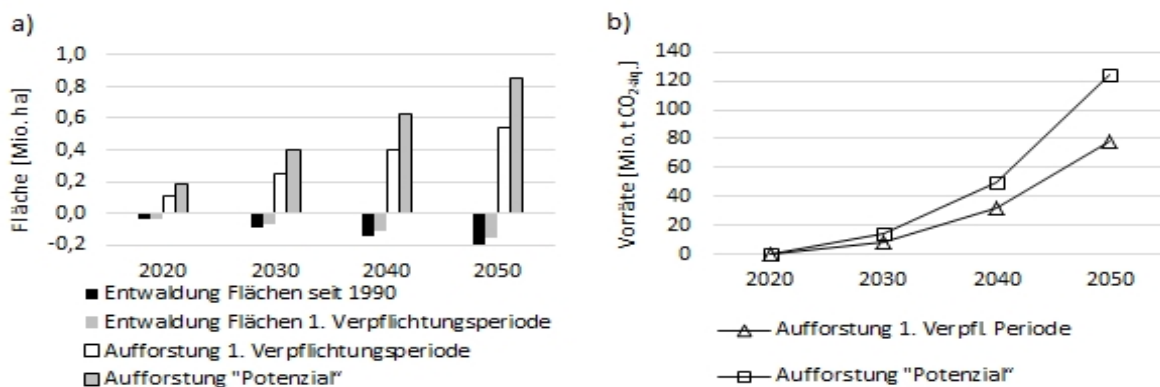 a)
Fläche [Mio. ha]
1,0
0,8
0,6
0,4
0,2
0,0
-0,2
2020 2030 2040 2050
Entwaldung Flächen seit 1990
Entwaldung Flächen 1. Verpflichtungsperiode
Aufforstung 1. Verpflichtungsperiode
Aufforstung "Potenzial“
b)
Vorräte [Mio. t CO2-äq.]
140
120
100
80
60
40
20
0
2020 2030 2040 2050
Aufforstung 1. Verpfl. Periode
Aufforstung "Potenzial“